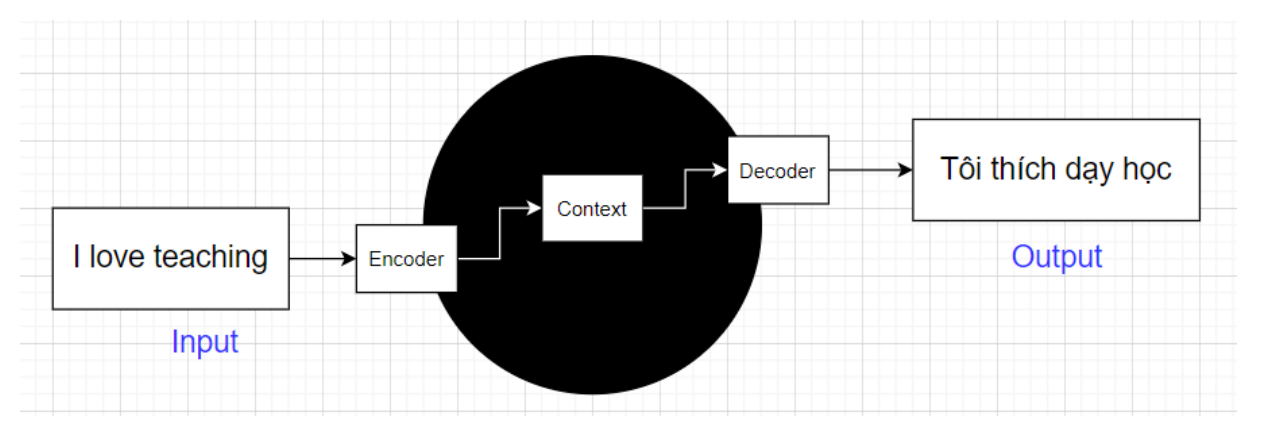 I love teaching
Input
Encoder
Context
Decoder
Tôi thích dạy học
Output